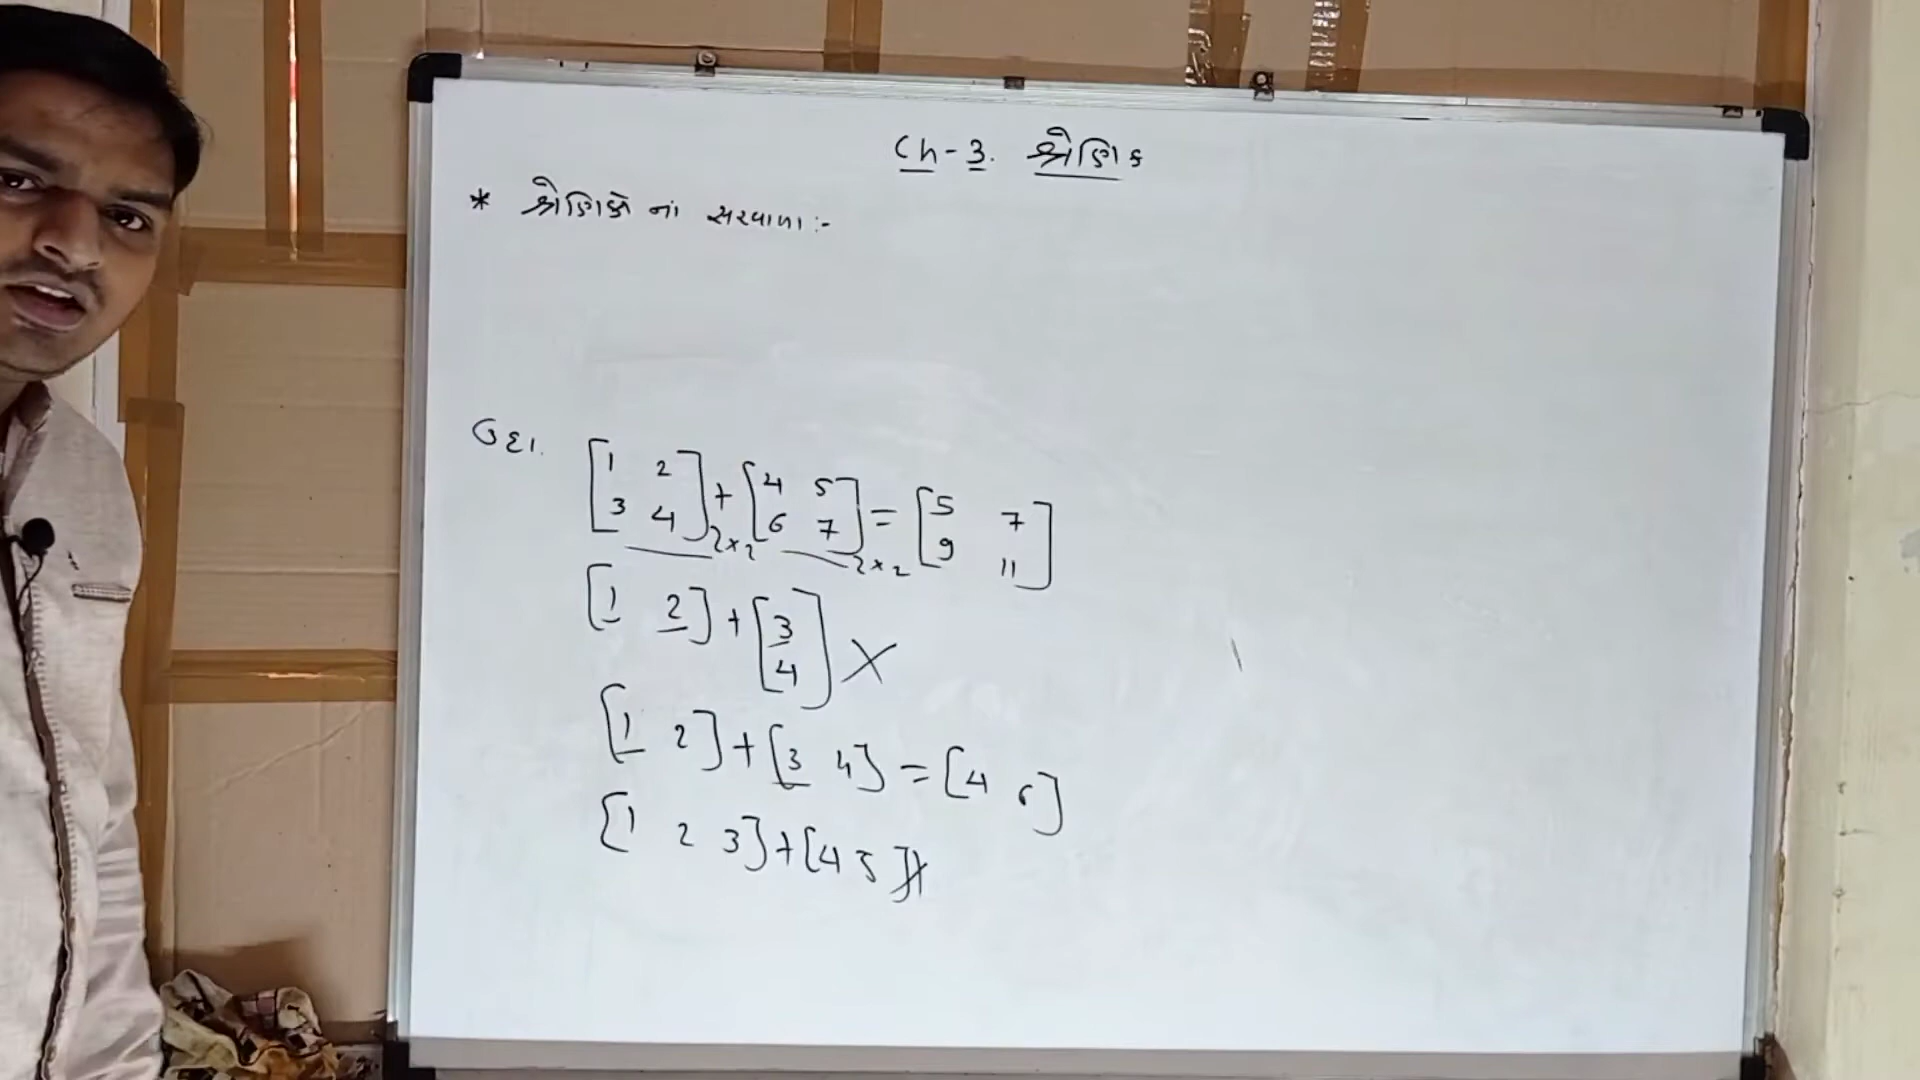 Ch-3. શ્રેણિક
* શ્રેણિકો નાં સરવાળા :-
ઉદા. [1 2 3 4] 2×2 + [4 5 6 7] 2×2 = [5 7 9 11]
[1 2] + [3 4] X
[1 2] + [3 4] = [4 6]
[1 2 3] + [4 5] X